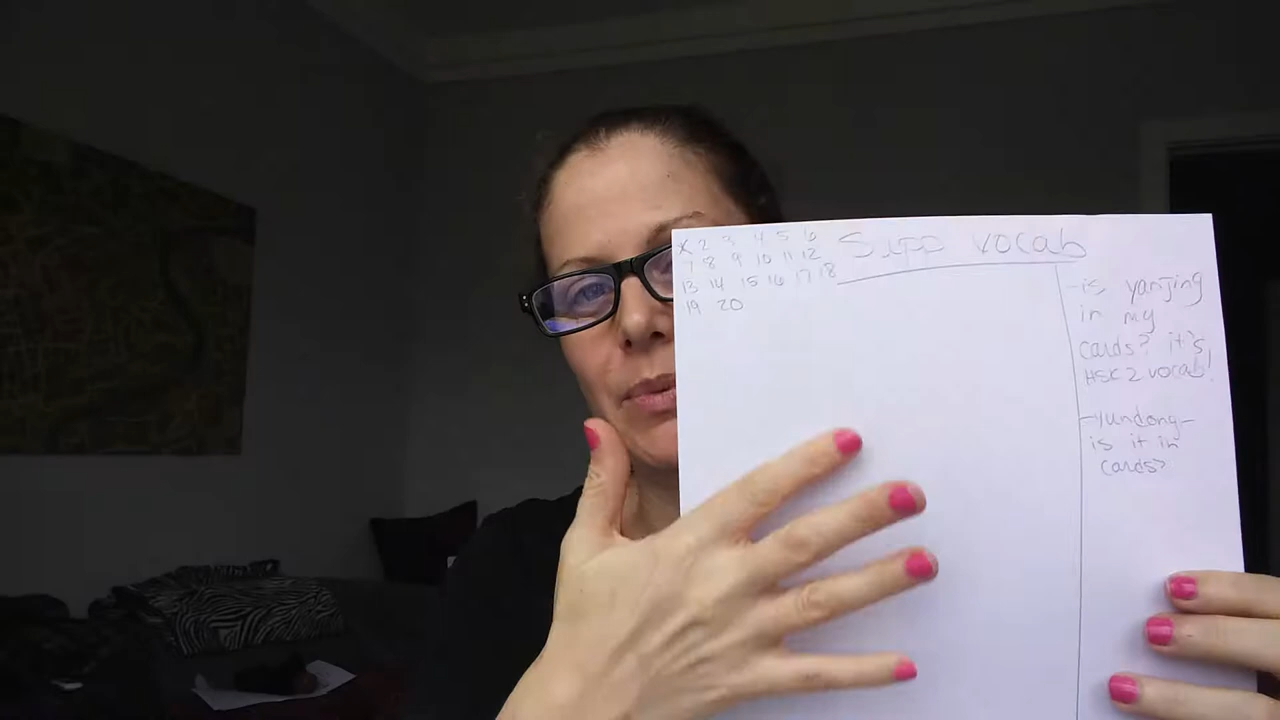 X 2 3 4 5 6
7 8 9 10 11 12
13 14 15 16 17 18
19 20
Supp vocab
-is yanjing
in my
cards? it's
HSK 2 vocab!
-Yundong-
is it in
cards?